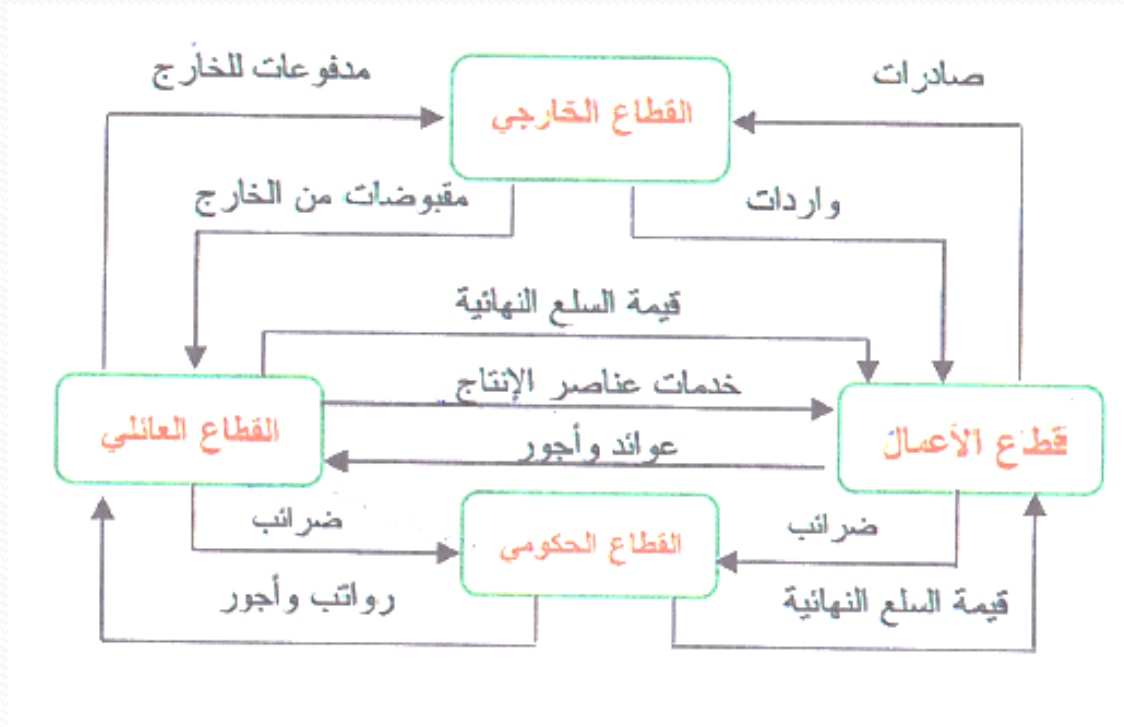 صادرات
مدفوعات للخارج
القطاع الخارجي
واردات
مقبوضات من الخارج
قيمة السلع النهائية
خدمات عناصر الإنتاج
قطاع الأعمال
القطاع العائلي
عوائد وأجور
ضرائب
القطاع الحكومي
ضرائب
قيمة السلع النهائية
رواتب وأجور